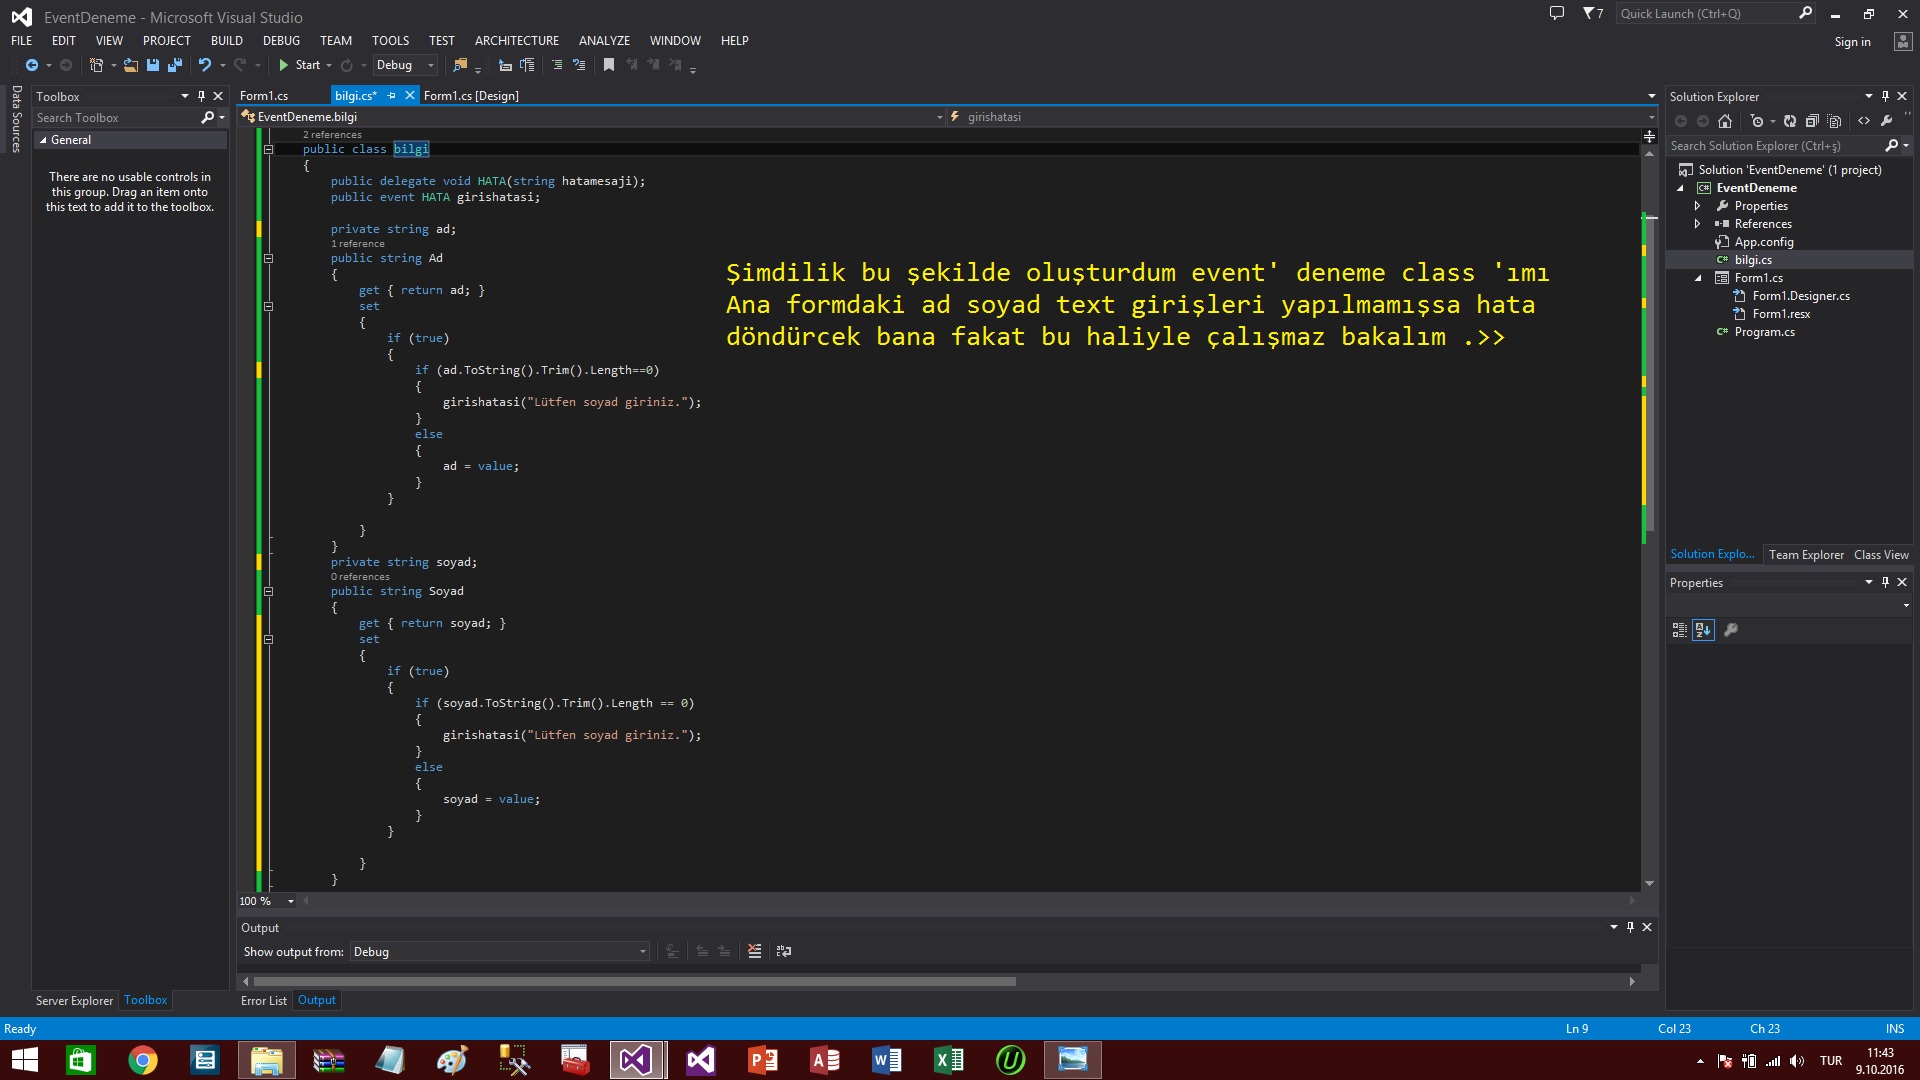 EventDeneme - Microsoft Visual Studio
7
Quick Launch (Ctrl+Q)
FILE EDIT VIEW PROJECT BUILD DEBUG TEAM TOOLS TEST ARCHITECTURE ANALYZE WINDOW HELP
Sign in
Start
Debug
Data Sources
Toolbox
Search Toolbox
General
There are no usable controls in
this group. Drag an item onto
this text to add it to the toolbox.
Server Explorer Toolbox
Form1.cs bilgi.cs* Form1.cs [Design]
EventDeneme.bilgi girishatasi
2 references
public class bilgi
{
public delegate void HATA(string hatamesaji);
public event HATA girishatasi;
private string ad;
1 reference
public string Ad
{
get { return ad; }
set
{
if (true)
{
if (ad.ToString().Trim().Length==0)
{
girishatasi("Lütfen soyad giriniz.");
}
else
{
ad = value;
}
}
}
}
private string soyad;
0 references
public string Soyad
{
get { return soyad; }
set
{
if (true)
{
if (soyad.ToString().Trim().Length == 0)
{
girishatasi("Lütfen soyad giriniz.");
}
else
{
soyad = value;
}
}
}
}
Şimdilik bu şekilde oluşturdum event' deneme class 'ımı
Ana formdaki ad soyad text girişleri yapılmamışsa hata
döndürcek bana fakat bu haliyle çalışmaz bakalım .>>
100 %
Output
Show output from: Debug
Error List Output
Solution Explorer
Search Solution Explorer (Ctrl+ş)
Solution 'EventDeneme' (1 project)
EventDeneme
Properties
References
App.config
bilgi.cs
Form1.cs
Form1.Designer.cs
Form1.resx
Program.cs
Solution Explo... Team Explorer Class View
Properties
Ready
Ln 9 Col 23 Ch 23 INS
TUR
11:43
9.10.2016